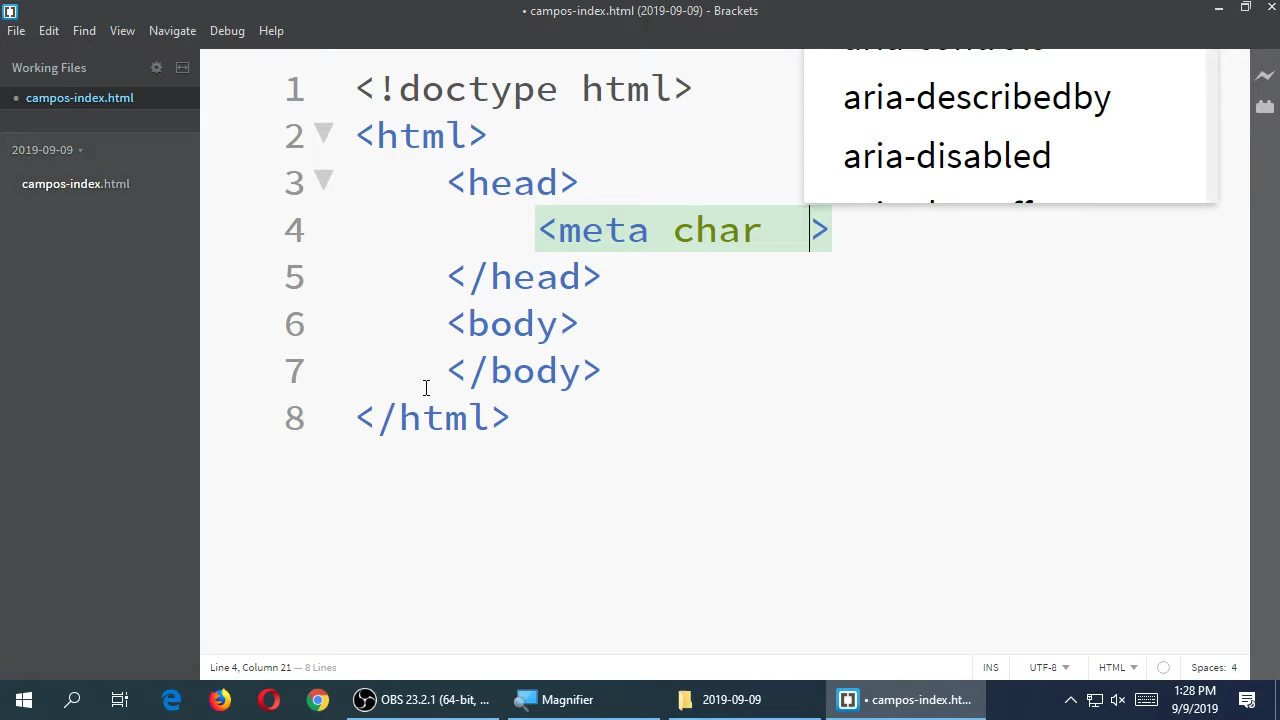 • campos-index.html (2019-09-09) - Brackets
File Edit Find View Navigate Debug Help
Working Files
• campos-index.html
2019-09-09
campos-index.html
aria-describedby
aria-disabled
1 <!doctype html>
2 <html>
3 <head>
4 <meta char >
5 </head>
6 <body>
7 </body>
8 </html>
Line 4, Column 21 — 8 Lines
INS UTF-8 HTML Spaces: 4
OBS 23.2.1 (64-bit, ... Magnifier 2019-09-09 • campos-index.ht...
1:28 PM
9/9/2019